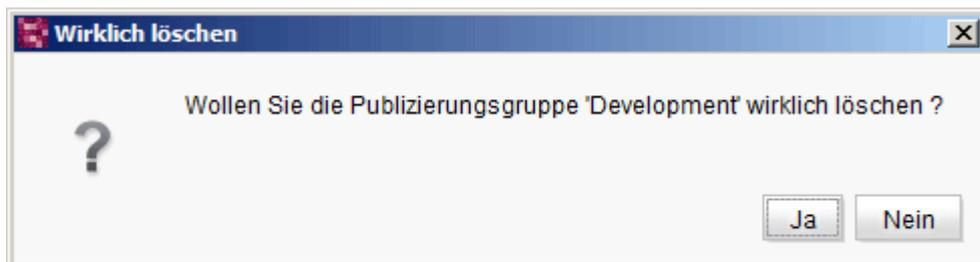 Wirklich löschen
Wollen Sie die Publizierungsgruppe 'Development' wirklich löschen ?
?
Ja
Nein